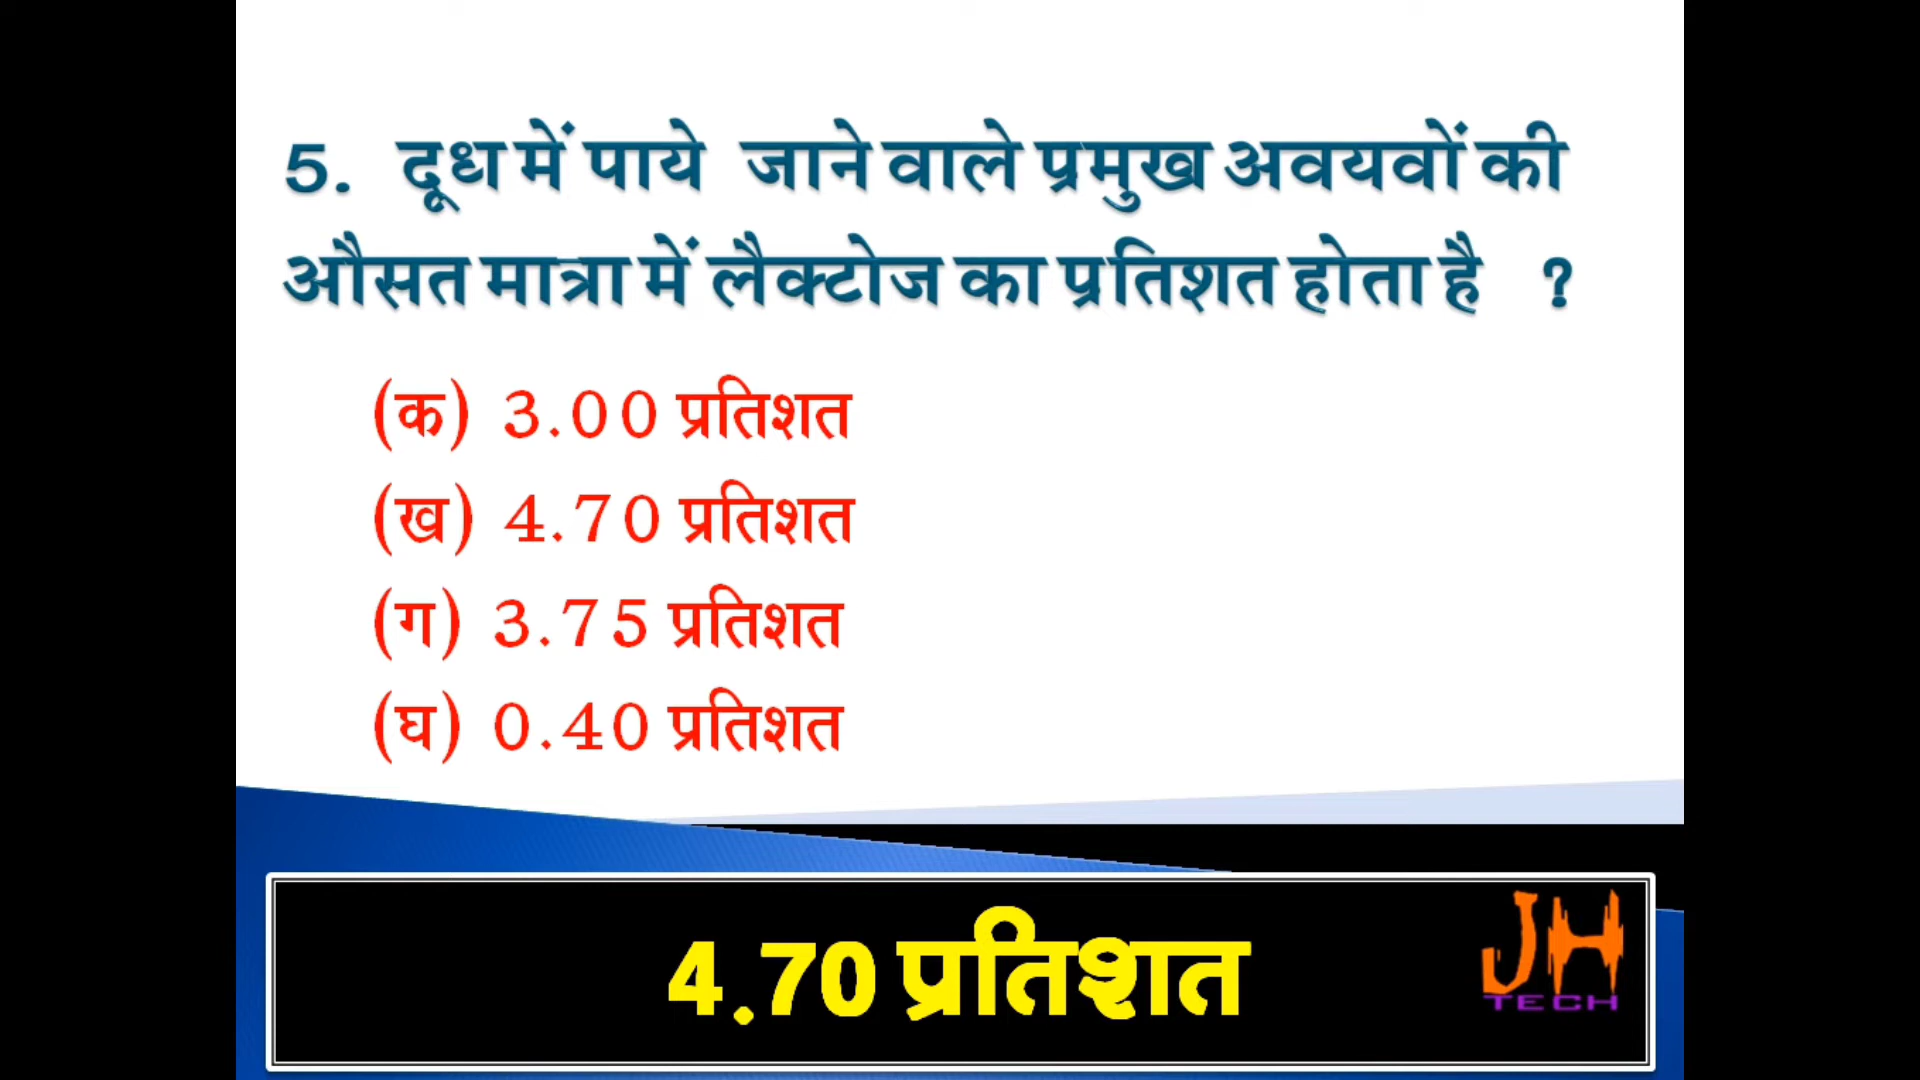 5. दूध में पाये जाने वाले प्रमुख अवयवों की
औसत मात्रा में लैक्टोज का प्रतिशत होता है ?
(क) 3.00 प्रतिशत
(ख) 4.70 प्रतिशत
(ग) 3.75 प्रतिशत
(घ) 0.40 प्रतिशत
4.70 प्रतिशत
JH
TECH